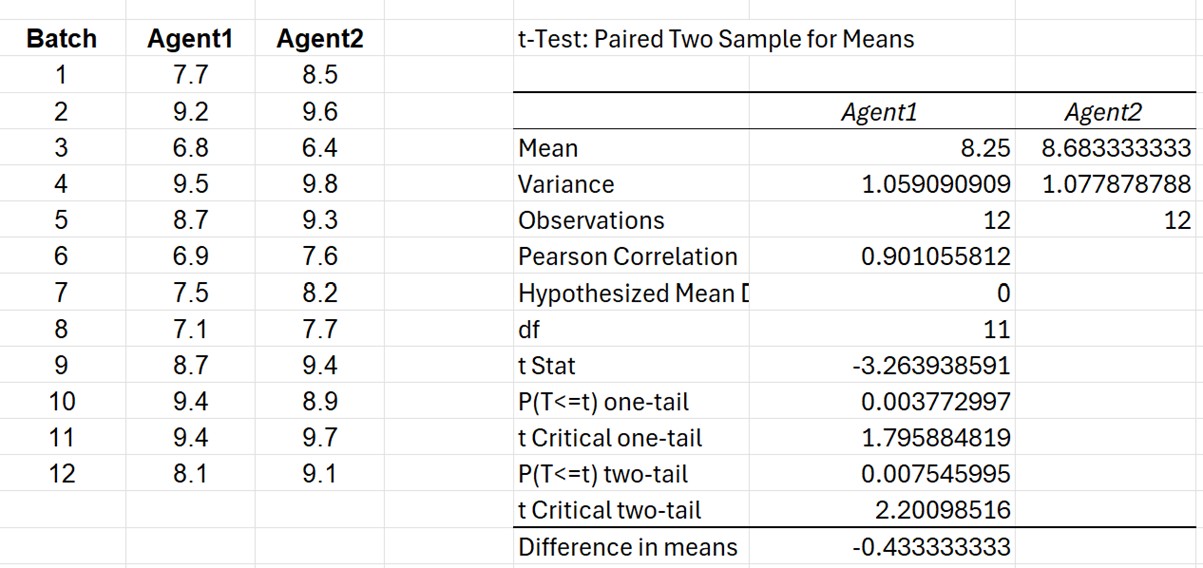 Batch Agent1 Agent2 t-Test: Paired Two Sample for Means
1 7.7 8.5
2 9.2 9.6 Agent1 Agent2
3 6.8 6.4 Mean 8.25 8.683333333
4 9.5 9.8 Variance 1.059090909 1.077878788
5 8.7 9.3 Observations 12 12
6 6.9 7.6 Pearson Correlation 0.901055812
7 7.5 8.2 Hypothesized Mean 0
8 7.1 7.7 df 11
9 8.7 9.4 t Stat -3.263938591
10 9.4 8.9 P(T<=t) one-tail 0.003772997
11 9.4 9.7 t Critical one-tail 1.795884819
12 8.1 9.1 P(T<=t) two-tail 0.007545995
t Critical two-tail 2.20098516
Difference in means -0.433333333